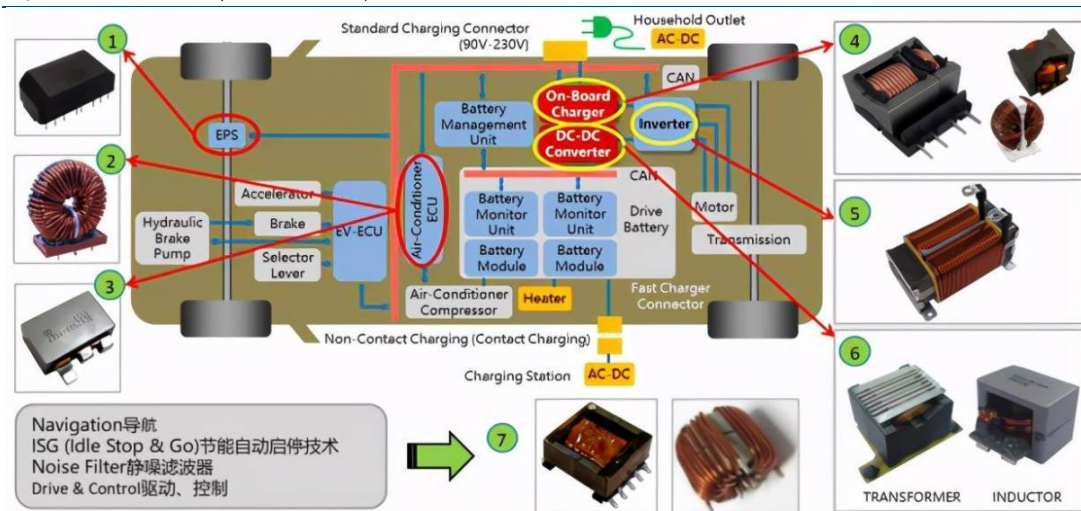 Standard Charging Connector
(90V-230V)
Household Outlet
AC-DC
1
4
CAN
On-Board
Charger
EPS
Battery
Management
Unit
Inverter
DC-DC
Converter
2
CAN
Accelerator
Air-Conditioner
ECU
Battery
Monitor
Unit
Battery
Monitor
Unit
Drive
Battery
Motor
5
Hydraulic
Brake
Pump
Brake
EV-ECU
Transmission
Selector
Lever
Battery
Module
Battery
Module
3
Air-Conditioner
Compressor
Heater
Fast Charger
Connector
Non-Contact Charging (Contact Charging)
6
Charging Station
AC-DC
Navigation导航
ISG (Idle Stop & Go)节能自动启停技术
Noise Filter静噪滤波器
Drive & Control驱动、控制
7
TRANSFORMER
INDUCTOR